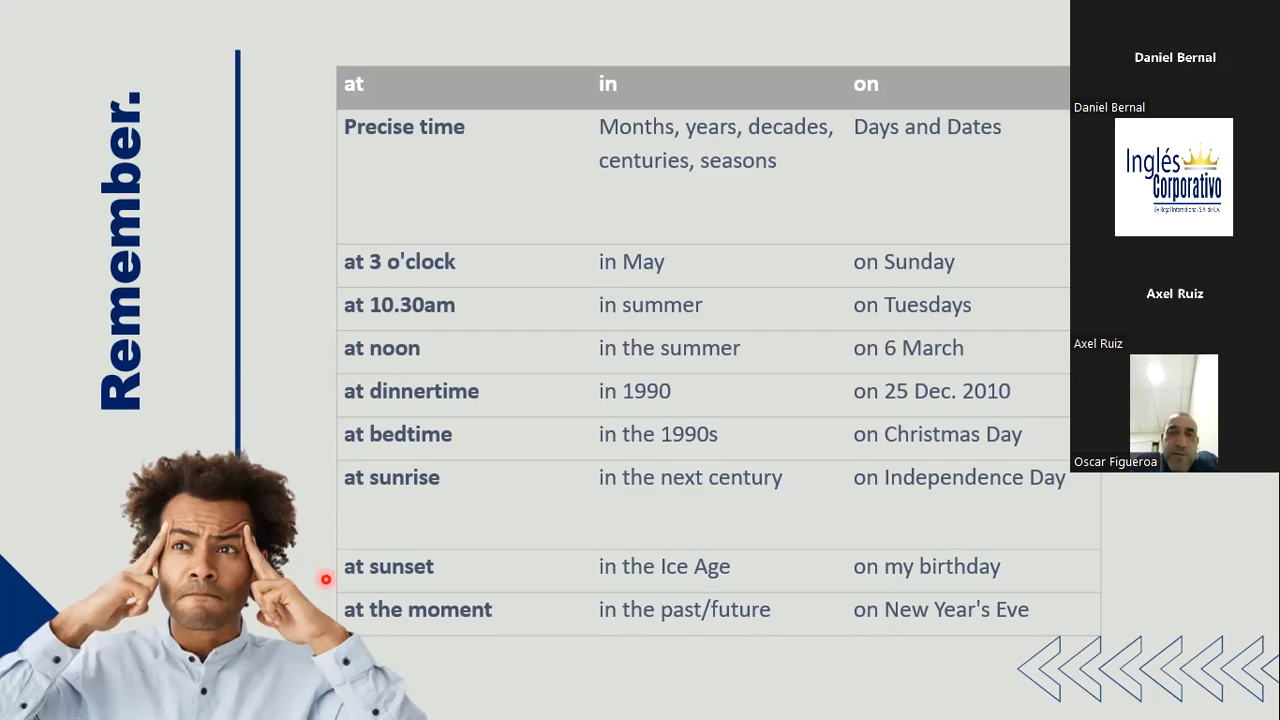 Remember.
at in on
Precise time Months, years, decades, Days and Dates
centuries, seasons
at 3 o'clock in May on Sunday
at 10.30am in summer on Tuesdays
at noon in the summer on 6 March
at dinnertime in 1990 on 25 Dec. 2010
at bedtime in the 1990s on Christmas Day
at sunrise in the next century on Independence Day
at sunset in the Ice Age on my birthday
at the moment in the past/future on New Year's Eve
Daniel Bernal
Daniel Bernal
Inglés
Corporativo
By Regal International, S.A. de C.V.
Axel Ruiz
Axel Ruiz
Oscar Figueroa